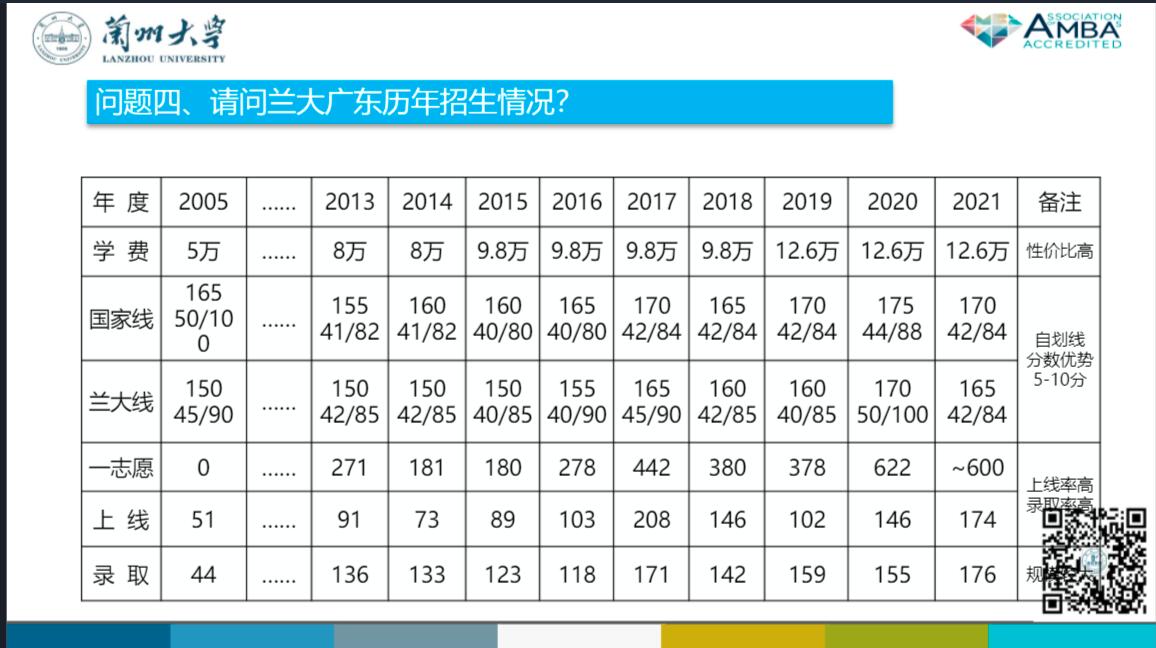 兰州大学
LANZHOU UNIVERSITY
ASSOCIATION
AMBA'S
ACCREDITED
问题四、请问兰大广东历年招生情况?
年 度 2005 …… 2013 2014 2015 2016 2017 2018 2019 2020 2021 备注
学 费 5万 …… 8万 8万 9.8万 9.8万 9.8万 9.8万 12.6万 12.6万 12.6万 性价比高
国家线 165 50/100 …… 155 41/82 160 41/82 160 40/80 165 40/80 170 42/84 165 42/84 170 42/84 175 44/88 170 42/84 自划线 分数优势 5-10分
兰大线 150 45/90 …… 150 42/85 150 42/85 150 40/85 155 40/90 165 45/90 160 42/85 160 40/85 170 50/100 165 42/84
一志愿 0 …… 271 181 180 278 442 380 378 622 ~600 上线率高 录取率高
上 线 51 …… 91 73 89 103 208 146 102 146 174
录 取 44 …… 136 133 123 118 171 142 159 155 176